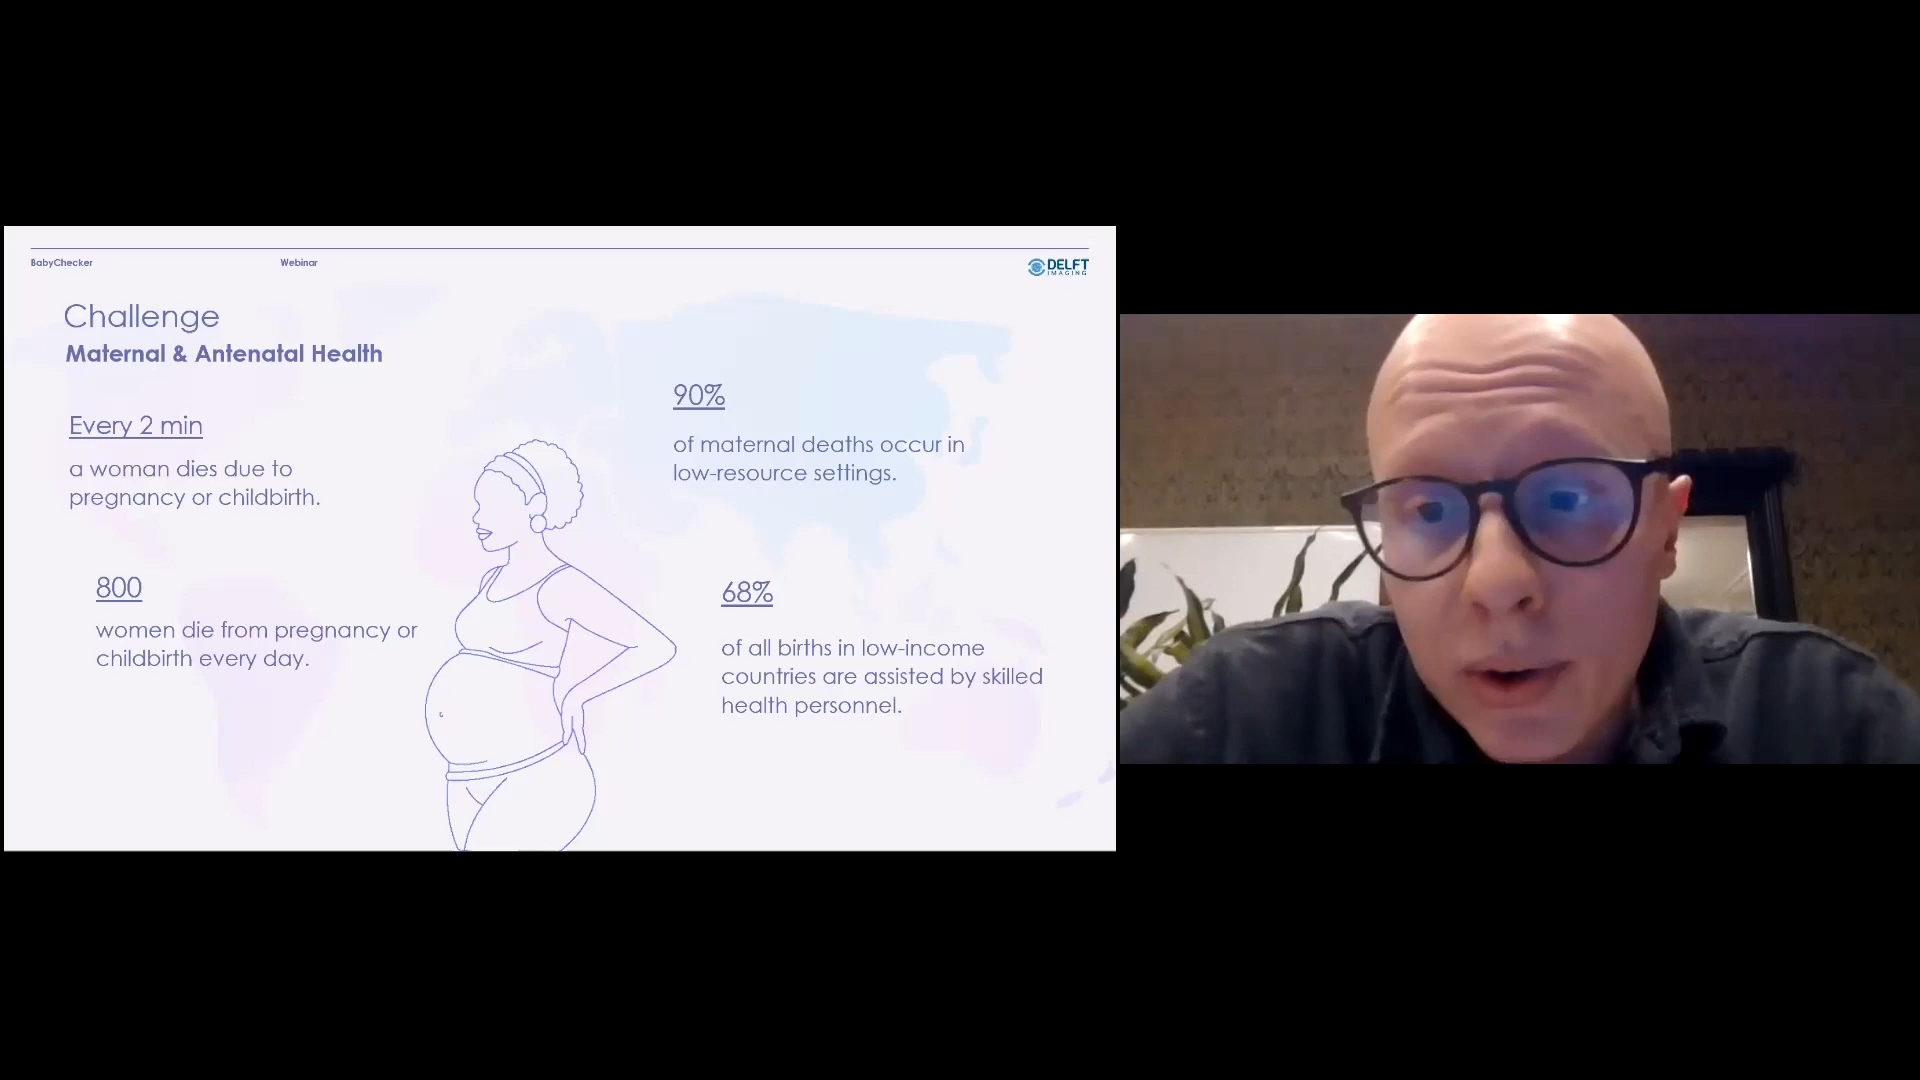 BabyChecker
Webinar
DELFT
IMAGING
Challenge
Maternal & Antenatal Health
Every 2 min
a woman dies due to
pregnancy or childbirth.
800
women die from pregnancy or
childbirth every day.
90%
of maternal deaths occur in
low-resource settings.
68%
of all births in low-income
countries are assisted by skilled
health personnel.